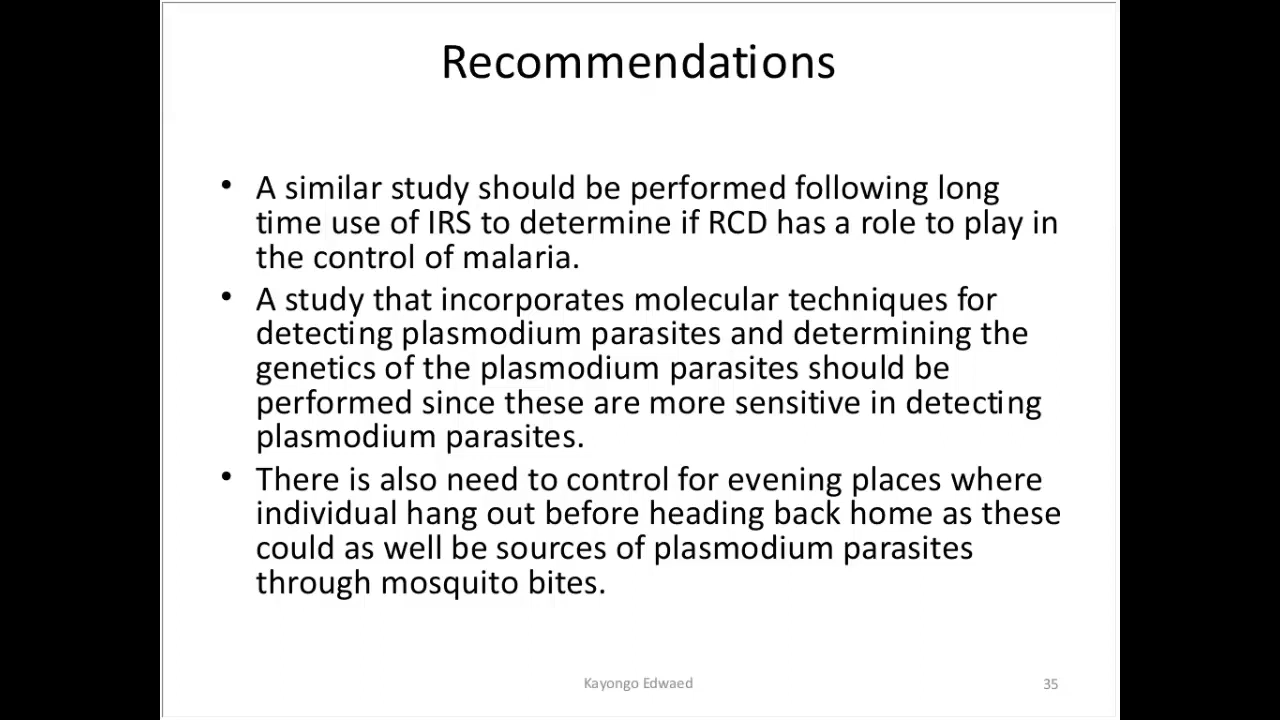 Recommendations
• A similar study should be performed following long
time use of IRS to determine if RCD has a role to play in
the control of malaria.
• A study that incorporates molecular techniques for
detecting plasmodium parasites and determining the
genetics of the plasmodium parasites should be
performed since these are more sensitive in detecting
plasmodium parasites.
• There is also need to control for evening places where
individual hang out before heading back home as these
could as well be sources of plasmodium parasites
through mosquito bites.
Kayongo Edwaed
35